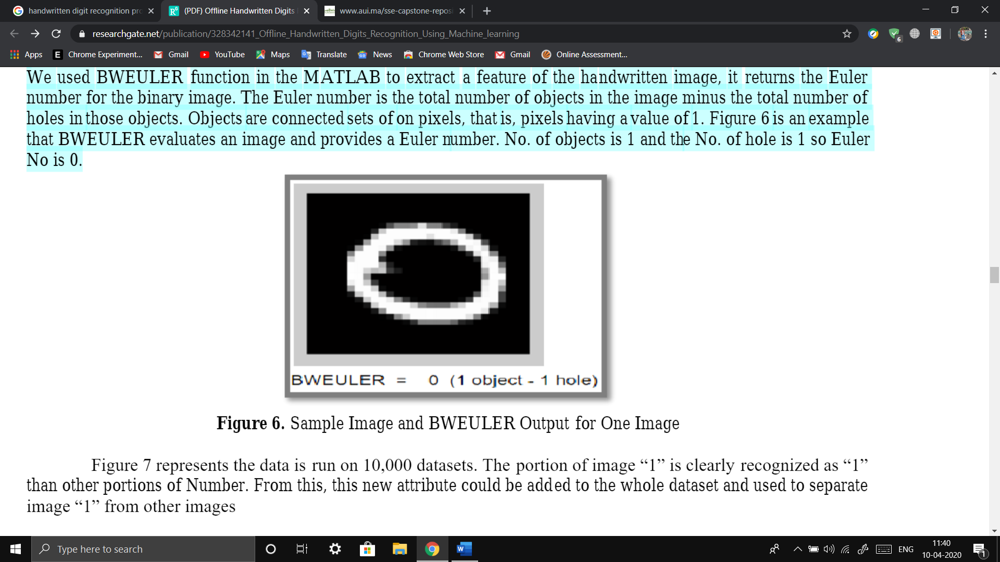 handwritten digit recognition pr
(PDF) Offline Handwritten Digits
www.aui.ma/sse-capstone-reposi
researchgate.net/publication/328342141_Offline_Handwritten_Digits_Recognition_Using_Machine_learning
6
Apps
E Chrome Experiment...
Gmail
YouTube
Maps
Translate
News
Chrome Web Store
Gmail
Online Assessment...
We used BWEULER function in the MATLAB to extract a feature of the handwritten image, it returns the Euler
number for the binary image. The Euler number is the total number of objects in the image minus the total number of
holes in those objects. Objects are connected sets of on pixels, that is, pixels having a value of 1. Figure 6 is an example
that BWEULER evaluates an image and provides a Euler number. No. of objects is 1 and the No. of hole is 1 so Euler
No is 0.
BWEULER = 0 (1 object - 1 hole)
Figure 6. Sample Image and BWEULER Output for One Image
Figure 7 represents the data is run on 10,000 datasets. The portion of image “1” is clearly recognized as “1”
than other portions of Number. From this, this new attribute could be added to the whole dataset and used to separate
image “1” from other images
Type here to search
ENG
11:40
10-04-2020
1